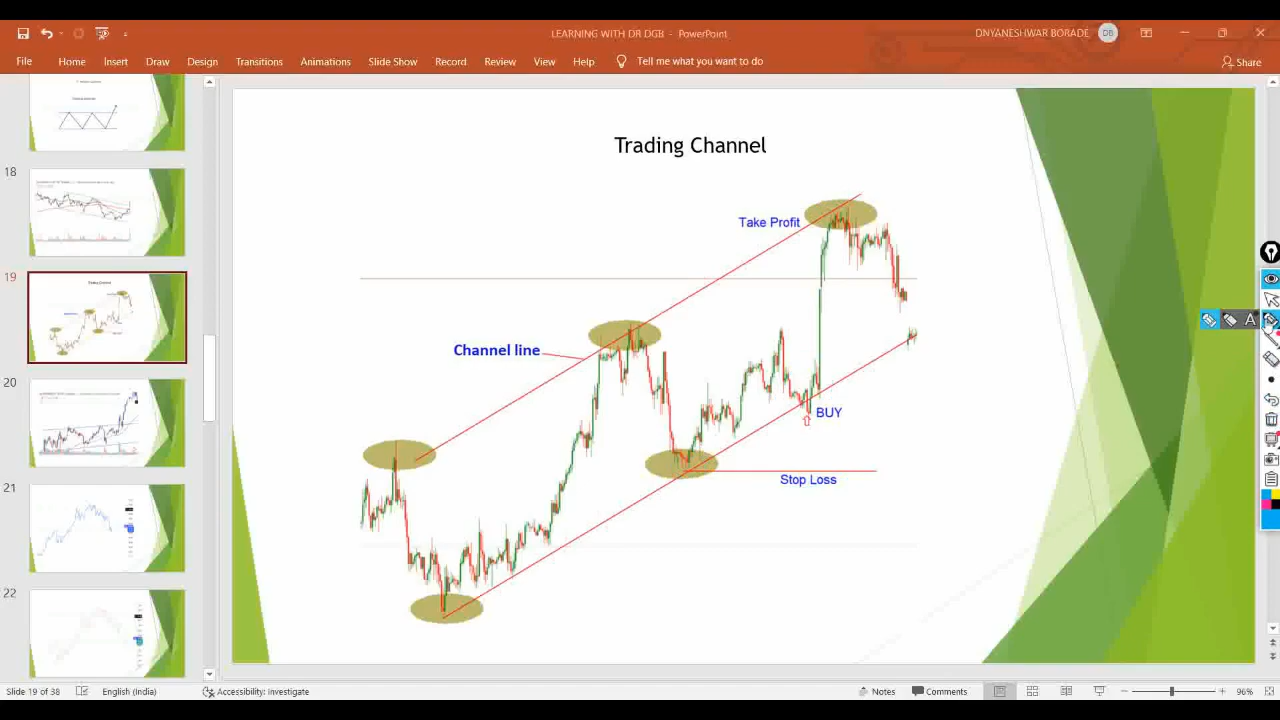 LEARNING WITH DR DGB - PowerPoint
DNYANESHWAR BORADE
DB
File Home Insert Draw Design Transitions Animations Slide Show Record Review View Help Tell me what you want to do
Share
18
19
20
21
22
Trading Channel
Take Profit
Channel line
BUY
Stop Loss
A
Slide 19 of 38 English (India) Accessibility: Investigate Notes Comments 96%